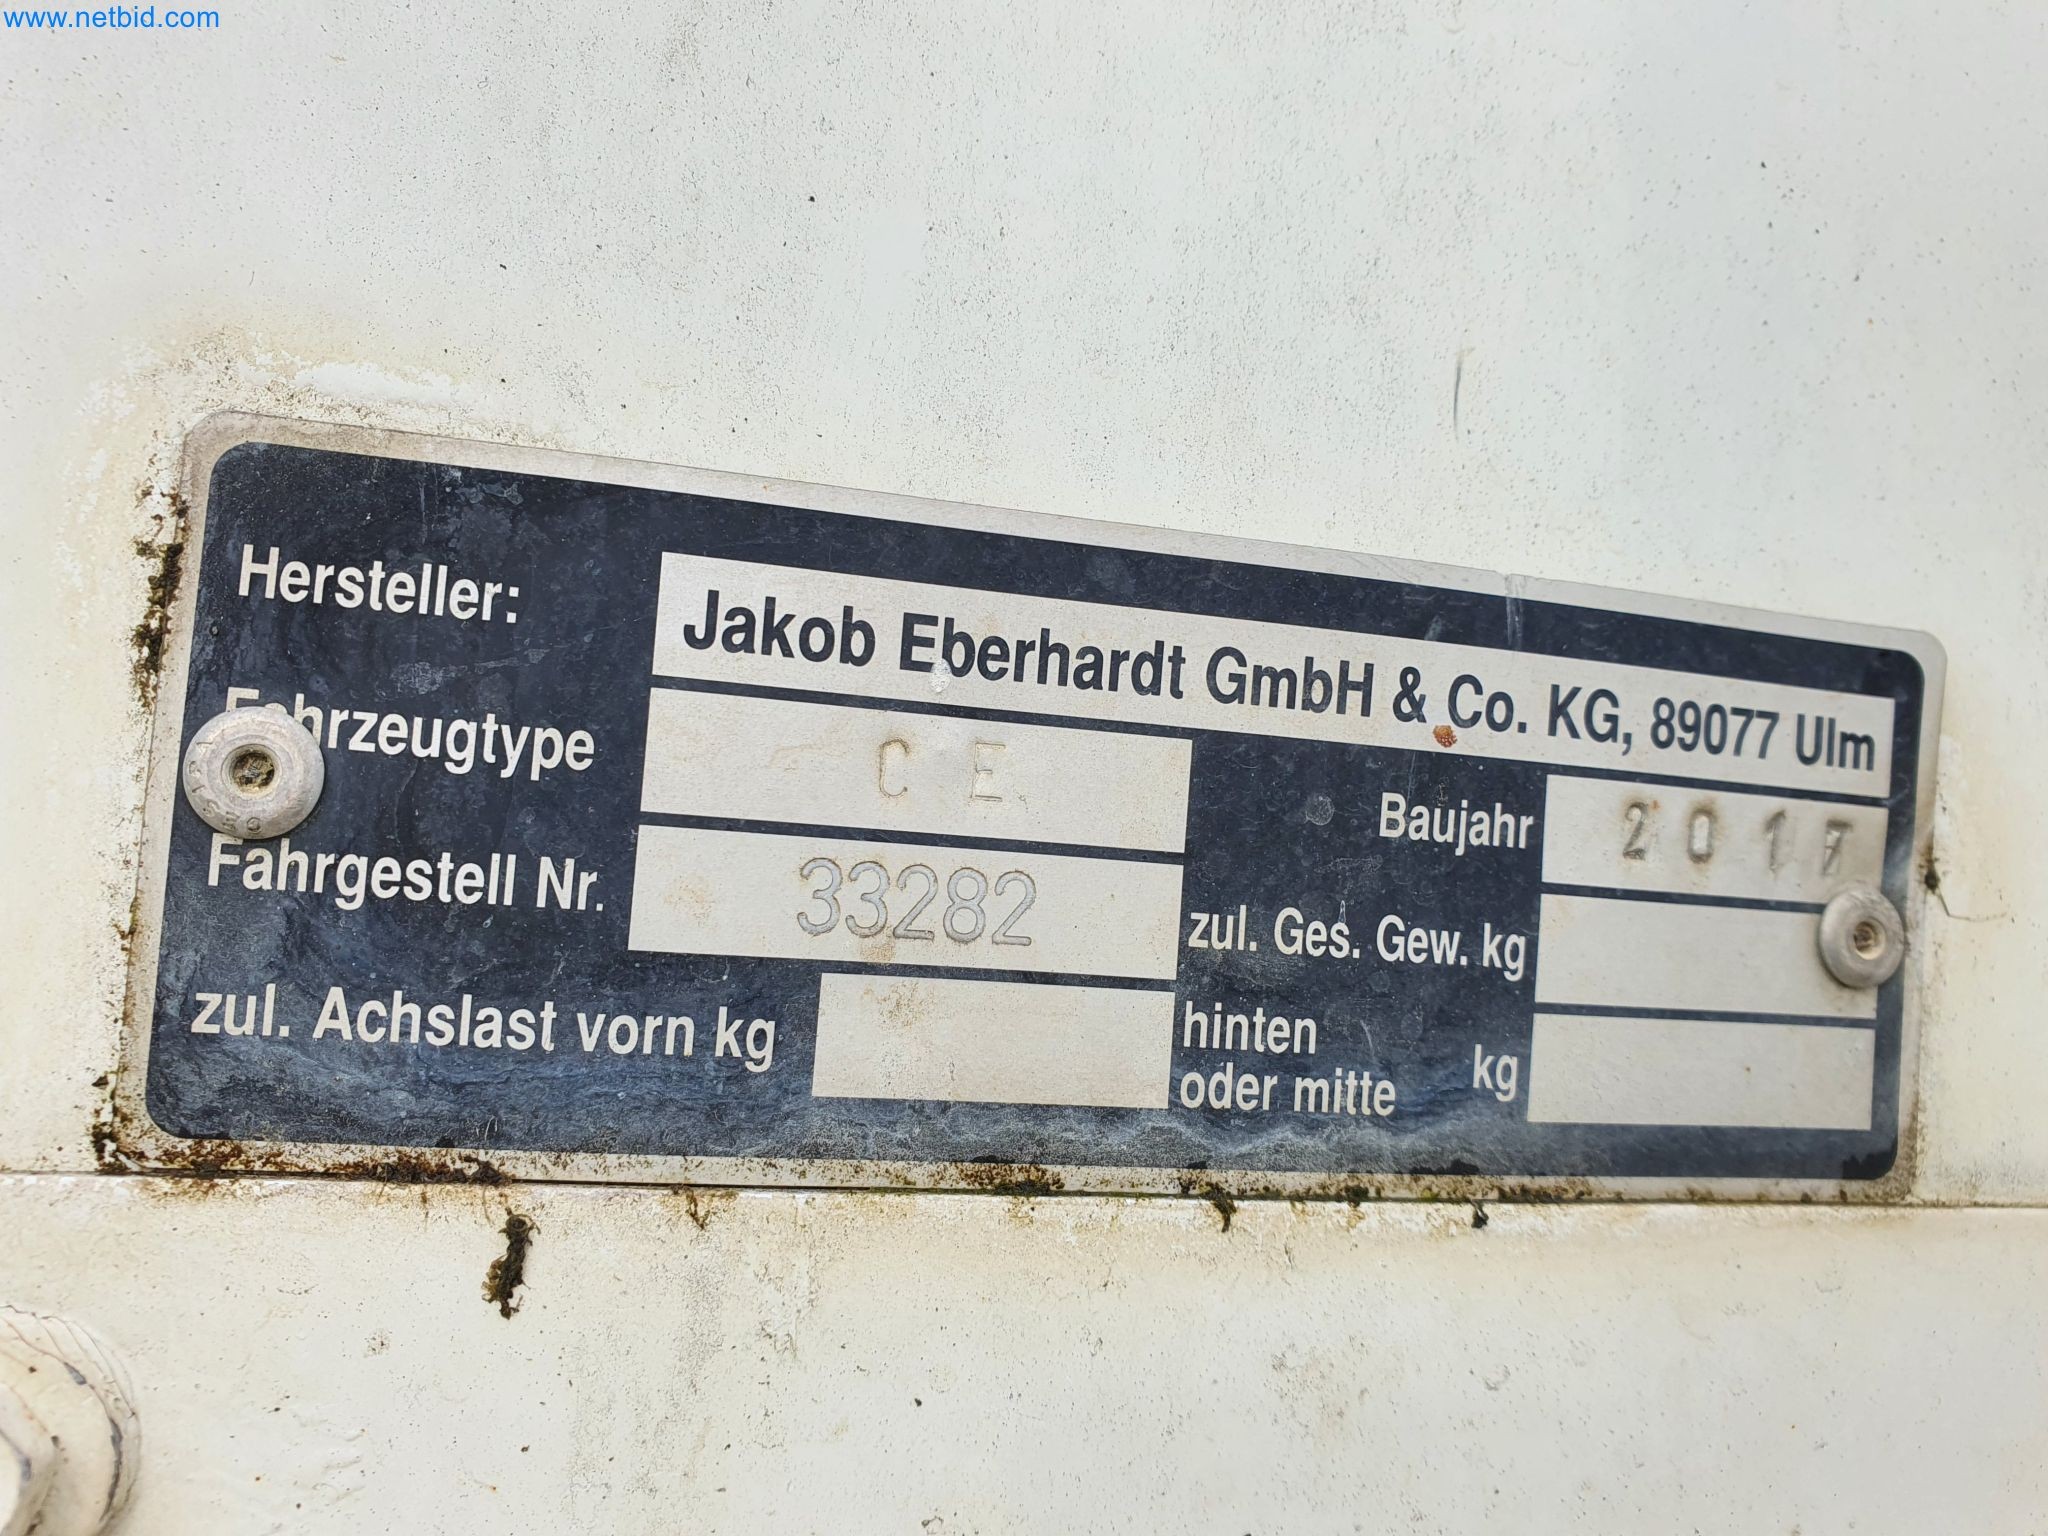 www.netbid.com
Hersteller: Jakob Eberhardt GmbH & Co. KG, 89077 Ulm
Fahrzeugtype C E Baujahr 2017
Fahrgestell Nr. 33282 zul. Ges. Gew. kg
zul. Achslast vorn kg hinten
oder mitte kg